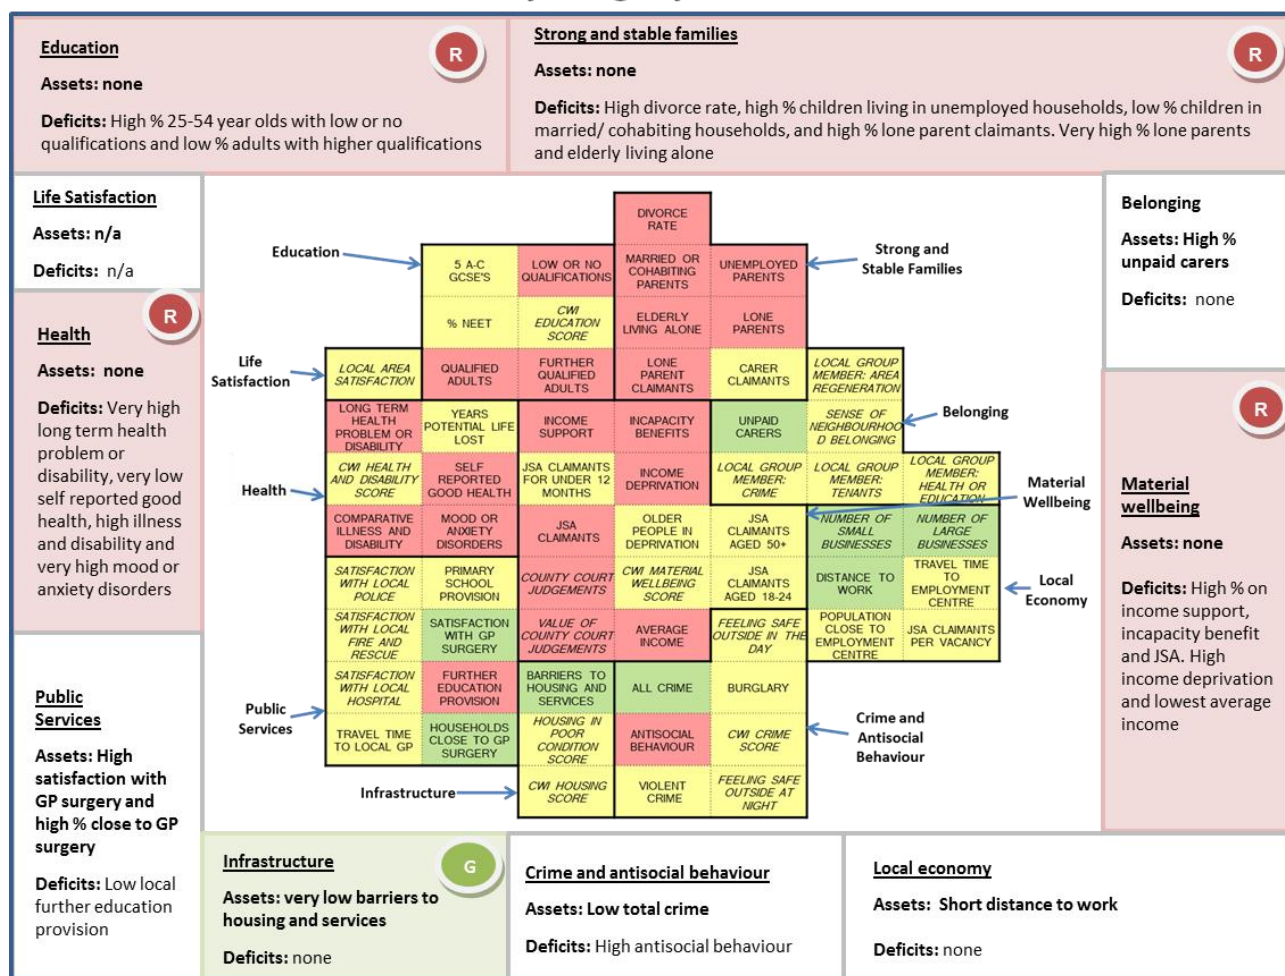 Education
R
Assets: none
Deficits: High % 25-54 year olds with low or no
qualifications and low % adults with higher qualifications
Strong and stable families
R
Assets: none
Deficits: High divorce rate, high % children living in unemployed households, low % children in
married/ cohabiting households, and high % lone parent claimants. Very high % lone parents
and elderly living alone
Life Satisfaction
Assets: n/a
Deficits: n/a
R
Health
Assets: none
Deficits: Very high
long term health
problem or
disability, very low
self reported good
health, high illness
and disability and
very high mood or
anxiety disorders
Public
Services
Assets: High
satisfaction with
GP surgery and
high % close to GP
surgery
Deficits: Low local
further education
provision
Education
Life
Satisfaction
Health
Public
Services
Infrastructure
DIVORCE
RATE
5 A-C
GCSE'S
LOW OR NO
QUALIFICATIONS
MARRIED OR
COHABITING
PARENTS
UNEMPLOYED
PARENTS
% NEET
CWI
EDUCATION
SCORE
ELDERLY
LIVING ALONE
LONE
PARENTS
LOCAL AREA
SATISFACTION
QUALIFIED
ADULTS
FURTHER
QUALIFIED
ADULTS
LONE
PARENT
CLAIMANTS
CARER
CLAIMANTS
LOCAL GROUP
MEMBER: AREA
REGENERATION
LONG TERM
HEALTH
PROBLEM OR
DISABILITY
YEARS
POTENTIAL LIFE
LOST
INCOME
SUPPORT
INCAPACITY
BENEFITS
UNPAID
CARERS
SENSE OF
NEIGHBOURHOO
D BELONGING
CWI HEALTH
AND DISABILITY
SCORE
SELF
REPORTED
GOOD HEALTH
JSA CLAIMANTS
FOR UNDER 12
MONTHS
INCOME
DEPRIVATION
LOCAL GROUP
MEMBER:
CRIME
LOCAL GROUP
MEMBER:
TENANTS
LOCAL GROUP
MEMBER:
HEALTH OR
EDUCATION
COMPARATIVE
ILLNESS AND
DISABILITY
MOOD OR
ANXIETY
DISORDERS
JSA
CLAIMANTS
OLDER
PEOPLE IN
DEPRIVATION
JSA
CLAIMANTS
AGED 50+
NUMBER OF
SMALL
BUSINESSES
NUMBER OF
LARGE
BUSINESSES
SATISFACTION
WITH LOCAL
POLICE
PRIMARY
SCHOOL
PROVISION
COUNTY COURT
JUDGEMENTS
CWI MATERIAL
WELLBEING
SCORE
JSA
CLAIMANTS
AGED 18-24
DISTANCE TO
WORK
TRAVEL TIME
TO
EMPLOYMENT
CENTRE
SATISFACTION
WITH LOCAL
FIRE AND
RESCUE
SATISFACTION
WITH GP
SURGERY
VALUE OF
COUNTY COURT
JUDGEMENTS
AVERAGE
INCOME
FEELING SAFE
OUTSIDE IN THE
DAY
POPULATION
CLOSE TO
EMPLOYMENT
CENTRE
JSA CLAIMANTS
PER VACANCY
SATISFACTION
WITH LOCAL
HOSPITAL
FURTHER
EDUCATION
PROVISION
BARRIERS TO
HOUSING AND
SERVICES
ALL CRIME
BURGLARY
TRAVEL TIME
TO LOCAL GP
HOUSEHOLDS
CLOSE TO GP
SURGERY
HOUSING IN
POOR
CONDITION
SCORE
ANTISOCIAL
BEHAVIOUR
CWI CRIME
SCORE
CWI HOUSING
SCORE
VIOLENT
CRIME
FEELING SAFE
OUTSIDE AT
NIGHT
Strong and
Stable Families
Belonging
Material
Wellbeing
Local
Economy
Crime and
Antisocial
Behaviour
Belonging
Assets: High %
unpaid carers
Deficits: none
R
Material
wellbeing
Assets: none
Deficits: High % on
income support,
incapacity benefit
and JSA. High
income deprivation
and lowest average
income
Infrastructure
G
Assets: very low barriers to
housing and services
Deficits: none
Crime and antisocial behaviour
Assets: Low total crime
Deficits: High antisocial behaviour
Local economy
Assets: Short distance to work
Deficits: none